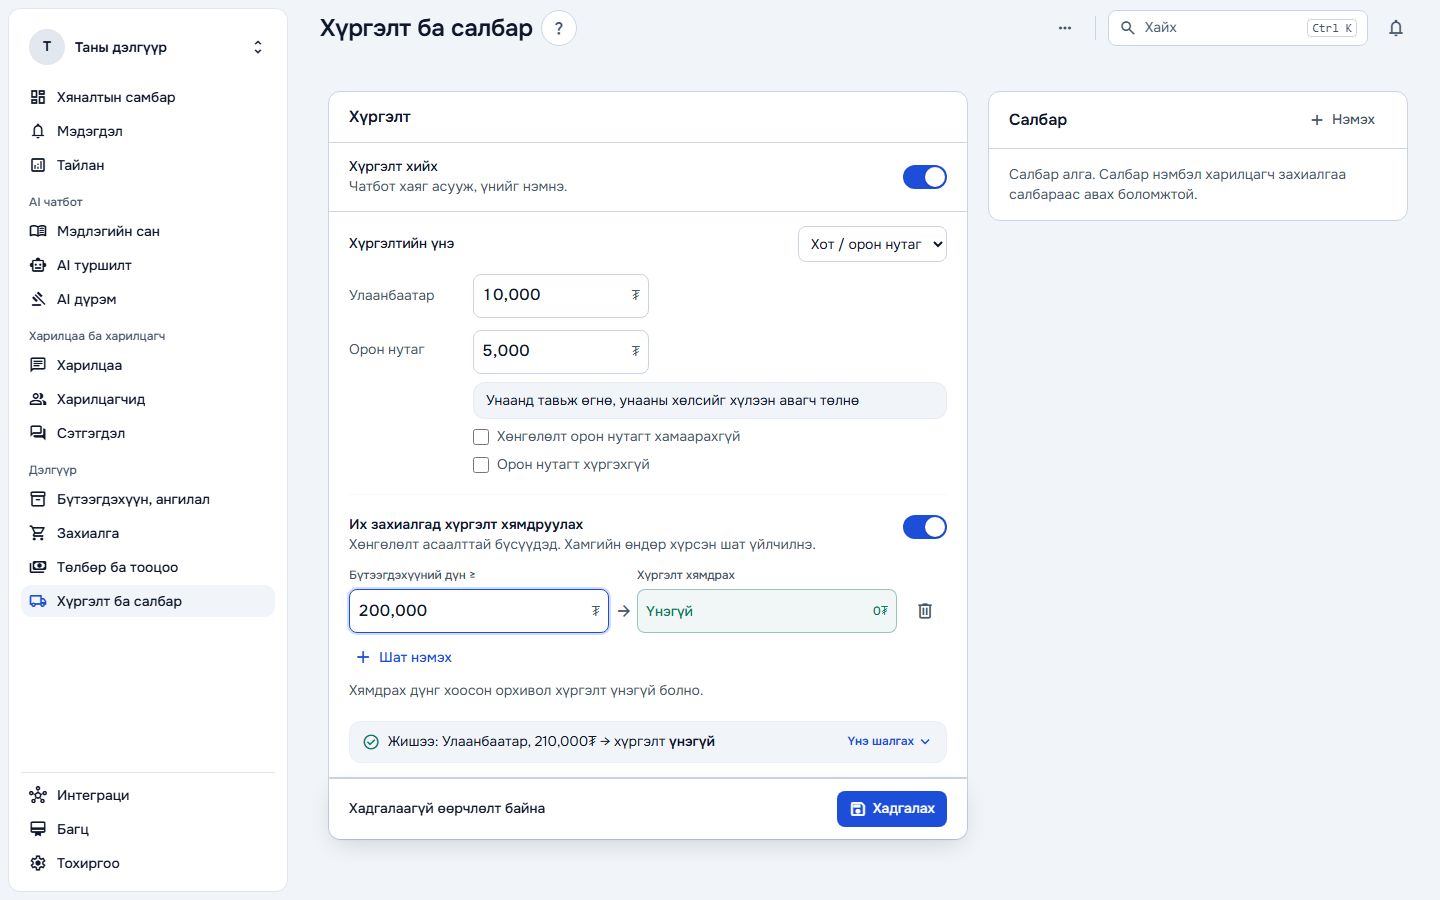 Т
Таны дэлгүүр
Хяналтын самбар
Мэдэгдэл
Тайлан
AI чатбот
Мэдлэгийн сан
AI туршилт
AI дүрэм
Харилцаа ба харилцагч
Харилцаа
Харилцагчид
Сэтгэгдэл
Дэлгүүр
Бүтээгдэхүүн, ангилал
Захиалга
Төлбөр ба тооцоо
Хүргэлт ба салбар
Интеграци
Багц
Тохиргоо
Хүргэлт ба салбар
?
Хайх
Ctrl K
Хүргэлт
Хүргэлт хийх
Чатбот хаяг асууж, үнийг нэмнэ.
Хүргэлтийн үнэ
Хот / орон нутаг
Улаанбаатар
10,000 ₮
Орон нутаг
5,000 ₮
Унаанд тавьж өгнө, унааны хөлсийг хүлээн авагч төлнө
Хөнгөлөлт орон нутагт хамаарахгүй
Орон нутагт хүргэхгүй
Их захиалгад хүргэлт хямдруулах
Хөнгөлөлт асаалттай бүсүүдэд. Хамгийн өндөр хүрсэн шат үйлчилнэ.
Бүтээгдэхүүний дүн ≥
Хүргэлт хямдрах
200,000 ₮
→
Үнэгүй 0₮
+ Шат нэмэх
Хямдрах дүнг хоосон орхивол хүргэлт үнэгүй болно.
Жишээ: Улаанбаатар, 210,000₮ → хүргэлт үнэгүй
Үнэ шалгах
Хадгалаагүй өөрчлөлт байна
Хадгалах
Салбар
+ Нэмэх
Салбар алга. Салбар нэмбэл харилцагч захиалгаа
салбараас авах боломжтой.